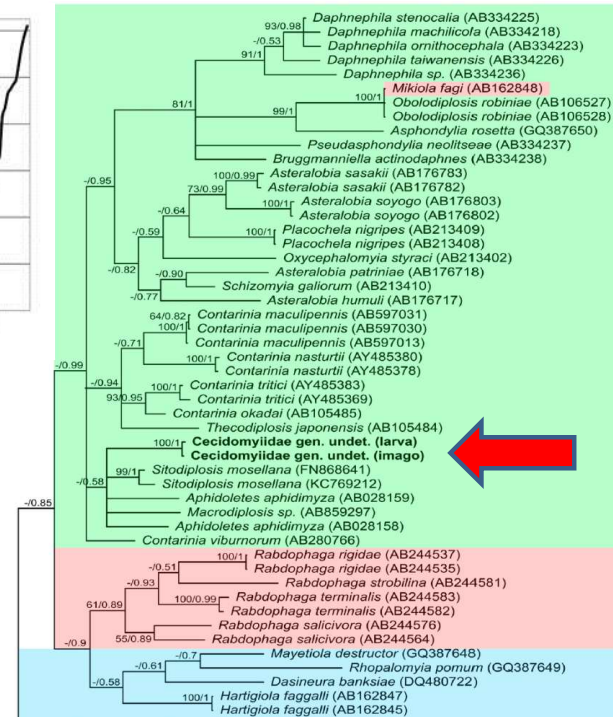 Daphnephila stenocalia (AB334225)
93/0.98
Daphnephila machilicola (AB334218)
-/0.53
Daphnephila ornithocephala (AB334223)
Daphnephila taiwanensis (AB334226)
91/1
Daphnephila sp. (AB334236)
Mikiola fagi (AB162848)
100/1
81/1
Obolodiplosis robiniae (AB106527)
99/1
Obolodiplosis robiniae (AB106528)
Asphondylia rosetta (GQ387650)
Pseudasphondylia neolitseae (AB334237)
Bruggmanniella actinodaphnes (AB334238)
100/0.99
Asteralobia sasakii (AB176783)
-/0.95
73/0.99
Asteralobia sasakii (AB176782)
100/1
Asteralobia soyogo (AB176803)
-/0.64
Asteralobia soyogo (AB176802)
100/1
Placochela nigripes (AB213409)
-/0.59
Placochela nigripes (AB213408)
Oxycephalomyia styraci (AB213402)
-/0.82
-/0.90
Asteralobia patriniae (AB176718)
Schizomyia galiorum (AB213410)
-/0.77
Asteralobia humuli (AB176717)
64/0.82
Contarinia maculipennis (AB597031)
100/1
Contarinia maculipennis (AB597030)
-/0.71
Contarinia maculipennis (AB597013)
100/1
Contarinia nasturtii (AY485380)
-/0.99
Contarinia nasturtii (AY485378)
-/0.94
100/1
Contarinia tritici (AY485383)
93/0.95
Contarinia tritici (AY485369)
Contarinia okadai (AB105485)
Thecodiplosis japonensis (AB105484)
100/1
Cecidomyiidae gen. undet. (larva)
Cecidomyiidae gen. undet. (imago)
99/1
Sitodiplosis mosellana (FN868641)
-/0.58
Sitodiplosis mosellana (KC769212)
Aphidoletes aphidimyza (AB028159)
-/0.85
Macrodiplosis sp. (AB859297)
Aphidoletes aphidimyza (AB028158)
Contarinia viburnorum (AB280766)
100/1
Rabdophaga rigidae (AB244537)
-/0.51
Rabdophaga rigidae (AB244535)
-/0.93
Rabdophaga strobilina (AB244581)
100/0.99
Rabdophaga terminalis (AB244583)
61/0.89
Rabdophaga terminalis (AB244582)
Rabdophaga salicivora (AB244576)
55/0.89
Rabdophaga salicivora (AB244564)
-/0.9
-/0.7
Mayetiola destructor (GQ387648)
-/0.61
Rhopalomyia pomum (GQ387649)
-/0.58
Dasineura banksiae (DQ480722)
100/1
Hartigiola faggalli (AB162847)
Hartigiola faggalli (AB162845)